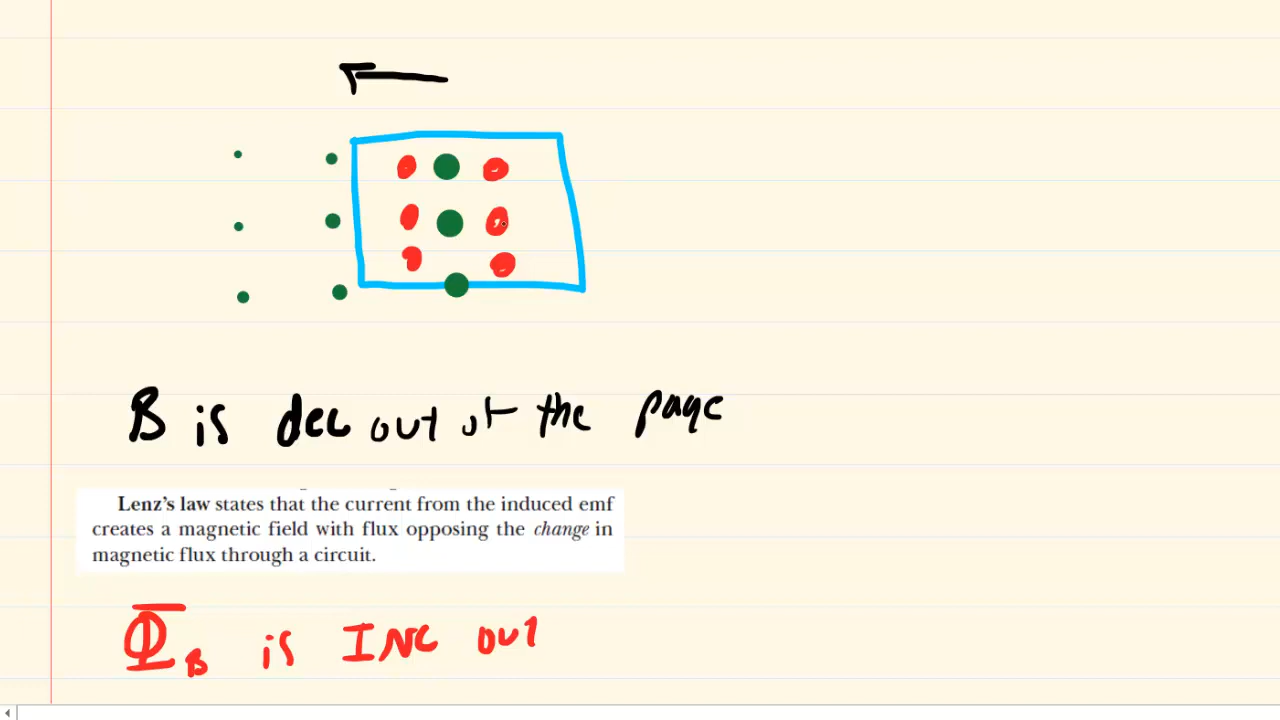 B is dec out of the page
Lenz's law states that the current from the induced emf
creates a magnetic field with flux opposing the change in
magnetic flux through a circuit.
Φ_B is INC out